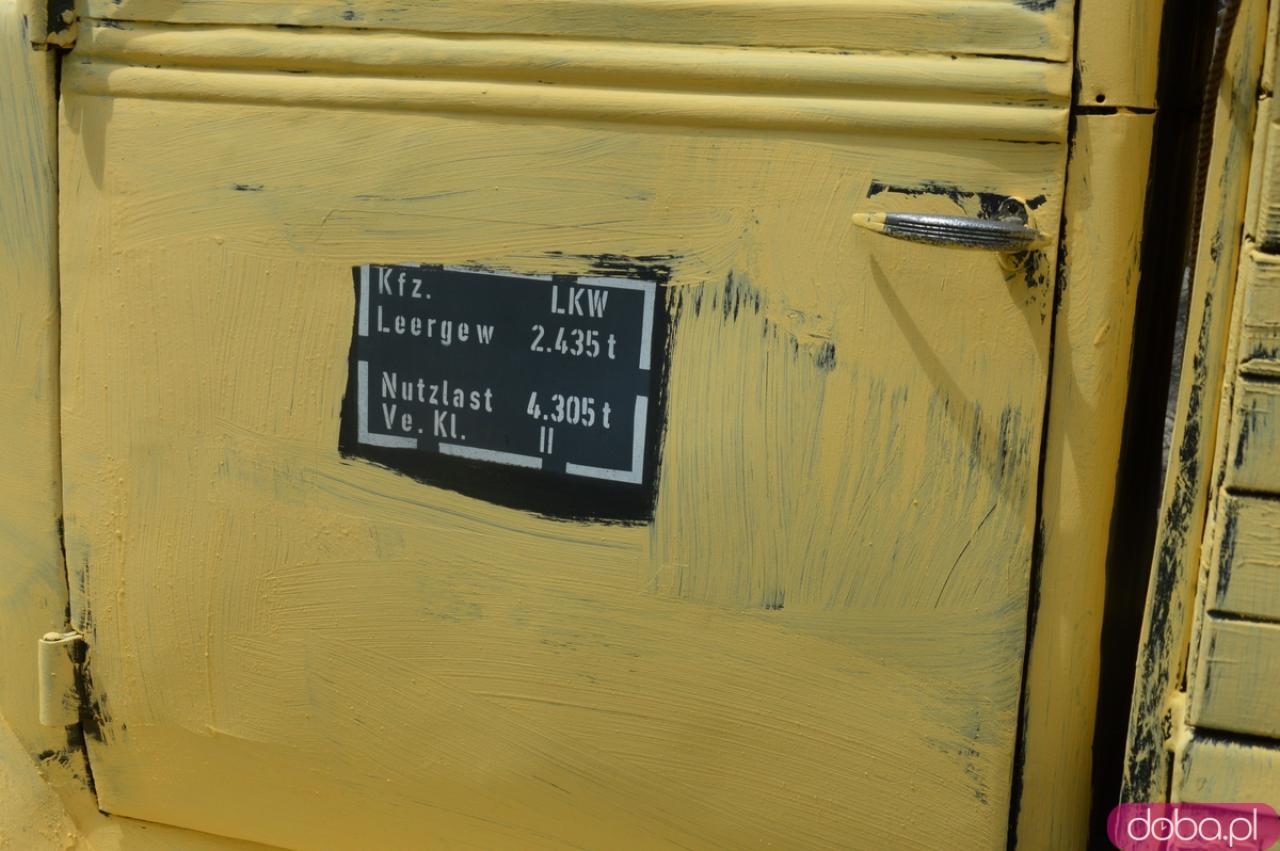 Kfz. LKW
Leergew 2.435 t
Nutzlast 4.305 t
Ve. Kl. II
doba.pl